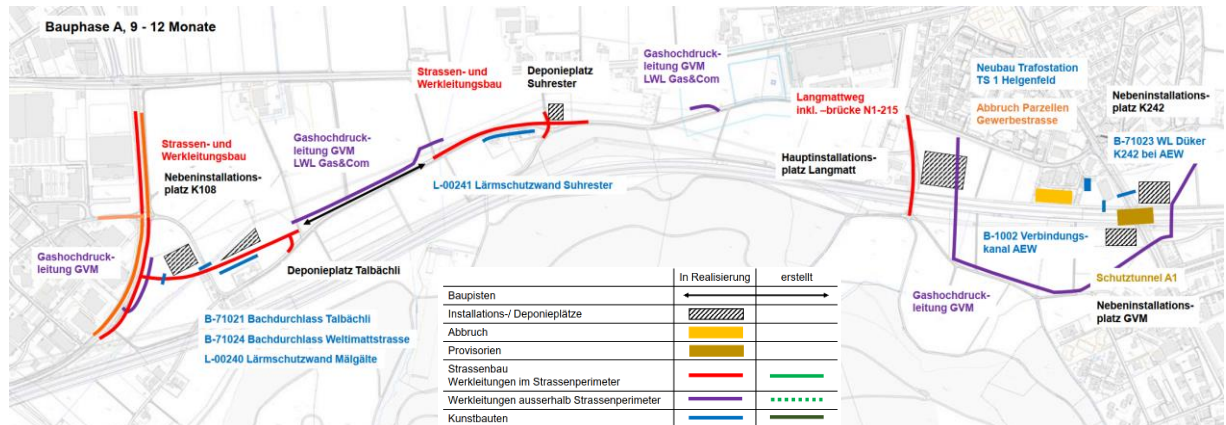 Bauphase A, 9 - 12 Monate
Strassen- und
Werkleitungsbau
Nebeninstallations-
platz K108
Gashochdruck-
leitung GVM
Gashochdruck-
leitung GVM
LWL Gas&Com
Strassen- und
Werkleitungsbau
Deponieplatz
Suhrester
L-00241 Lärmschutzwand Suhrester
Deponieplatz Talbächli
B-71021 Bachdurchlass Talbächli
B-71024 Bachdurchlass Weltimattstrasse
L-00240 Lärmschutzwand Mälgälte
Gashochdruck-
leitung GVM
LWL Gas&Com
Langmattweg
inkl. –brücke N1-215
Hauptinstallations-
platz Langmatt
Neubau Trafostation
TS 1 Helgenfeld
Abbruch Parzellen
Gewerbestrasse
Nebeninstallations-
platz K242
B-71023 WL Düker
K242 bei AEW
B-1002 Verbindungs-
kanal AEW
Schutztunnel A1
Gashochdruck-
leitung GVM
Nebeninstallations-
platz GVM
In Realisierung erstellt
Baupisten
Installations-/ Deponieplätze
Abbruch
Provisorien
Strassenbau
Werkleitungen im Strassenperimeter
Werkleitungen ausserhalb Strassenperimeter
Kunstbauten